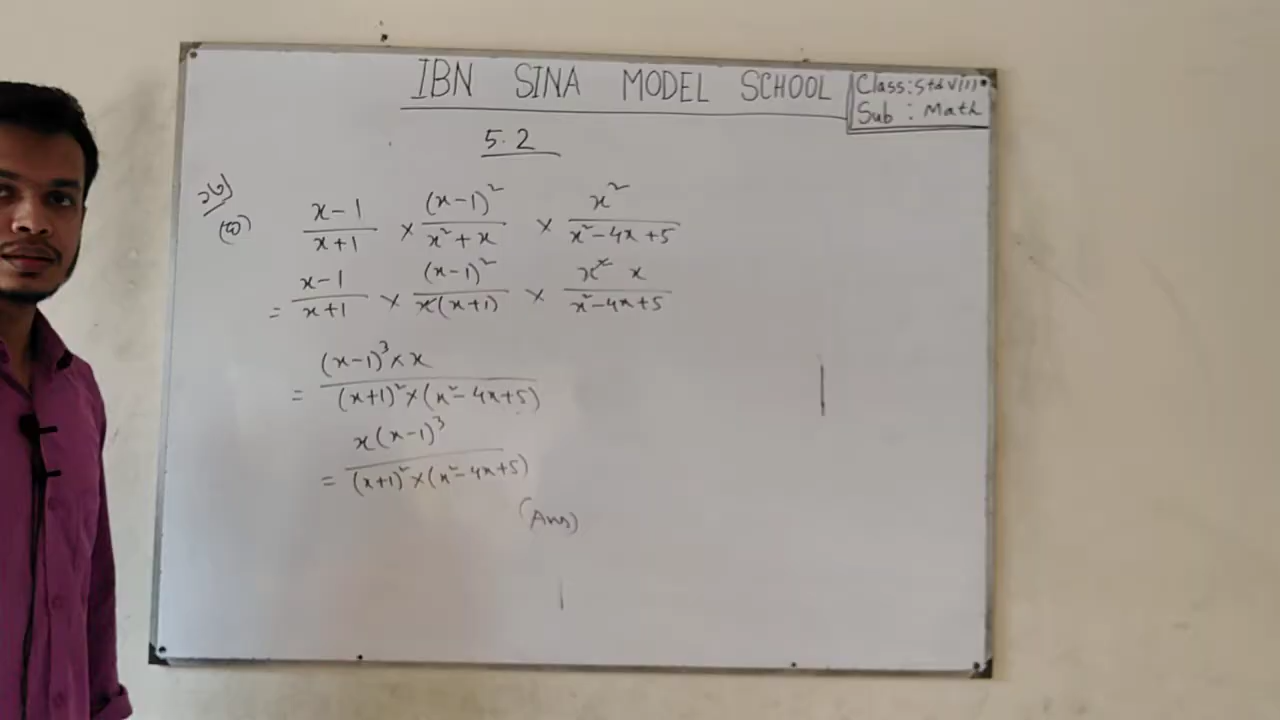 IBN SINA MODEL SCHOOL
Class: Std VIII
Sub : Math
5.2
১৬
(ক) x-1/x+1 × (x-1)²/x²+x × x²/x²-4x+5
= x-1/x+1 × (x-1)²/x(x+1) × x² x/x²-4x+5
= (x-1)³×x/(x+1)²×(x²-4x+5)
= x(x-1)³/(x+1)²×(x²-4x+5)
(Ans)